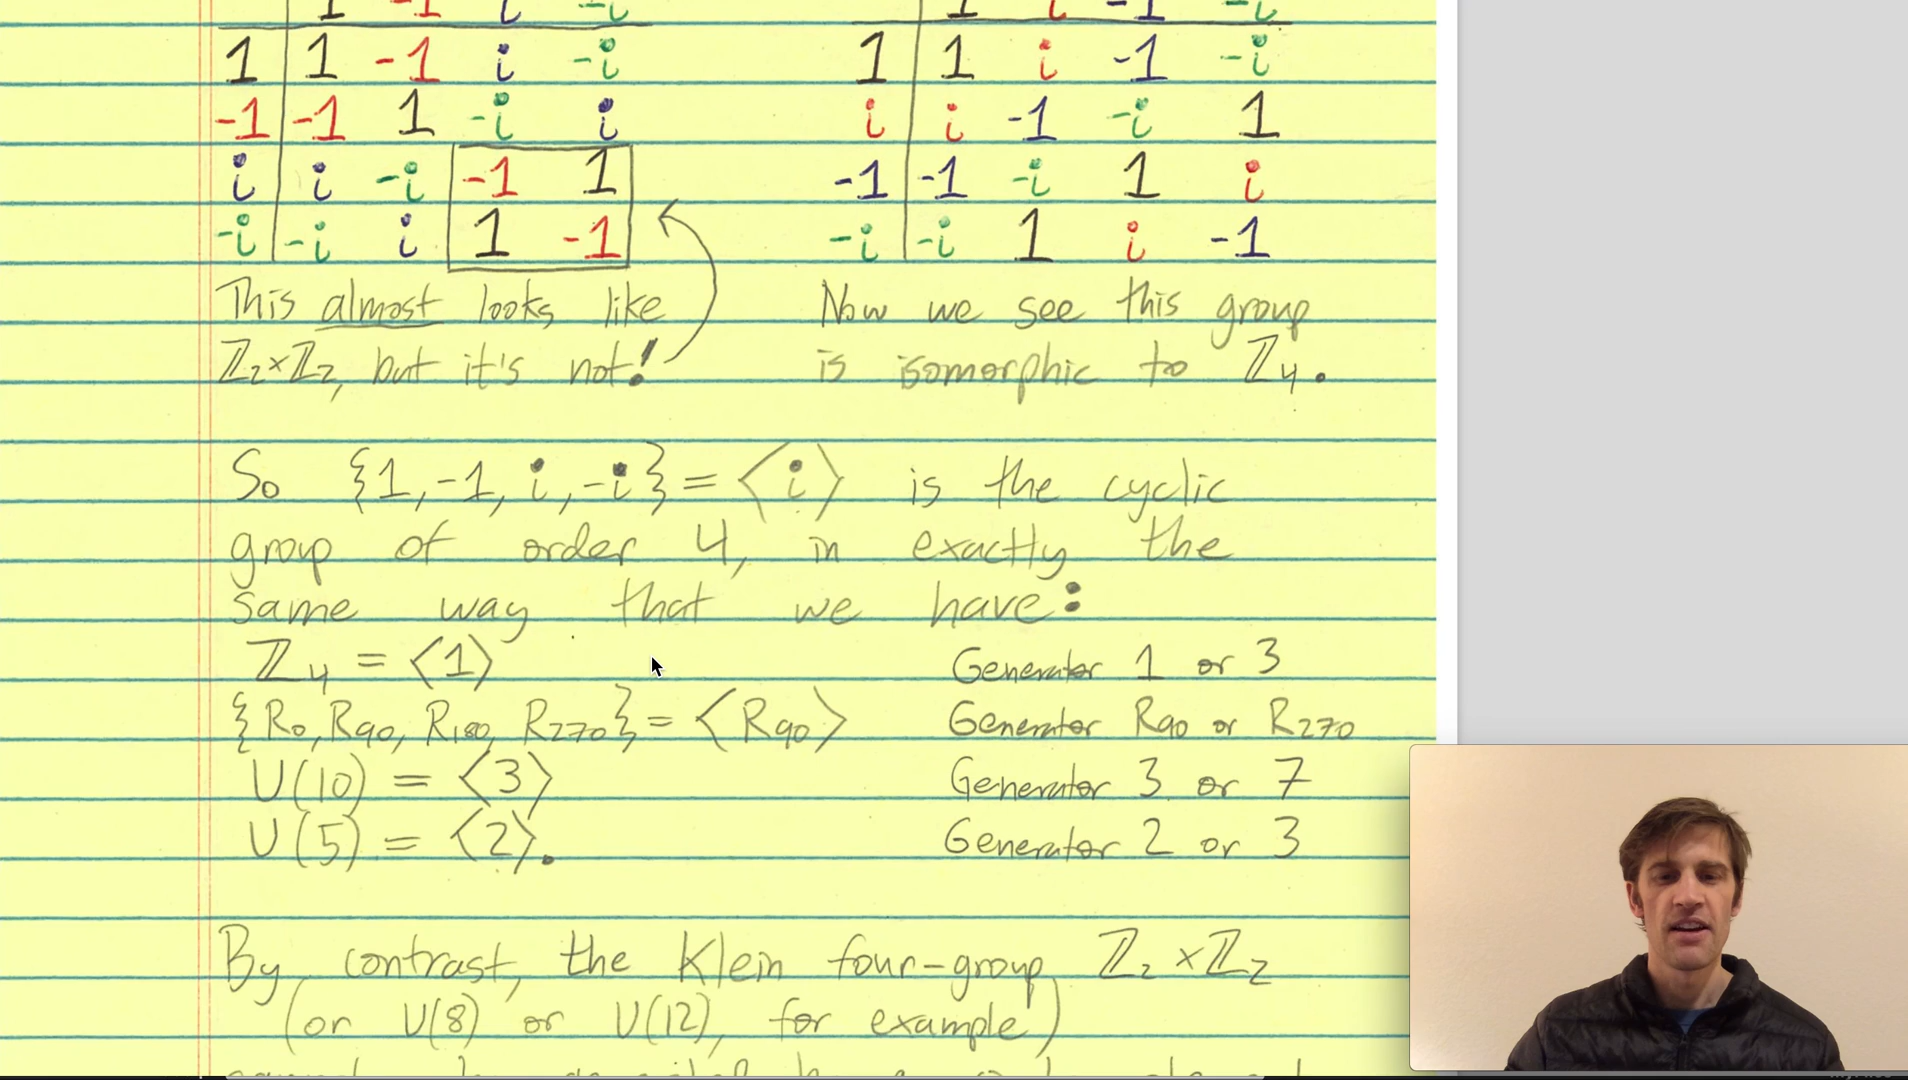 1 -1 i -i 1 i -1 -i
1 1 -1 i -i 1 1 i -1 -i
-1 -1 1 -i i i i -1 -i 1
i i -i -1 1 -1 -1 -i 1 i
-i -i i 1 -1 -i -i 1 i -1
This almost looks like
ℤ₂×ℤ₂, but it's not!
Now we see this group
is isomorphic to ℤ₄.
So {1,-1, i, -i} = ⟨i⟩ is the cyclic
group of order 4, in exactly the
same way that we have:
ℤ₄ = ⟨1⟩ Generator 1 or 3
{R₀, R₉₀, R₁₈₀, R₂₇₀} = ⟨R₉₀⟩ Generator R₉₀ or R₂₇₀
U(10) = ⟨3⟩ Generator 3 or 7
U(5) = ⟨2⟩. Generator 2 or 3
By contrast, the Klein four-group ℤ₂×ℤ₂
(or U(8) or U(12), for example)